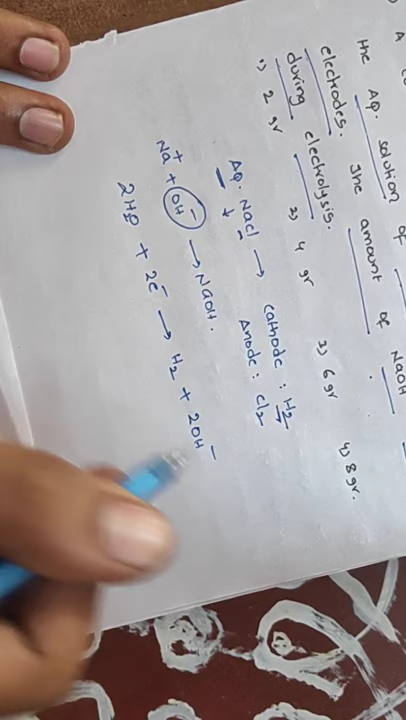 A
the AQ. solution of
electrodes. The amount of NaOH
during electrolysis.
1) 2 gr 2) 4 gr 3) 6 gr 4) 8 gr.
AQ. NaCl → Cathode : H2
Anode : Cl2
Na+ + OH- → NaOH.
2H2O + 2e- → H2 + 2OH-